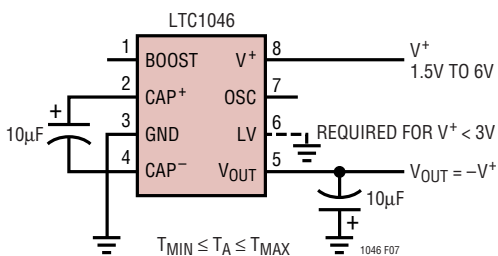 LTC1046
1 BOOST V+ 8
V+
1.5V TO 6V
2 CAP+ OSC 7
+
10µF
3 GND LV 6
REQUIRED FOR V+ < 3V
4 CAP− VOUT 5
VOUT = −V+
10µF
+
TMIN ≤ TA ≤ TMAX
1046 F07